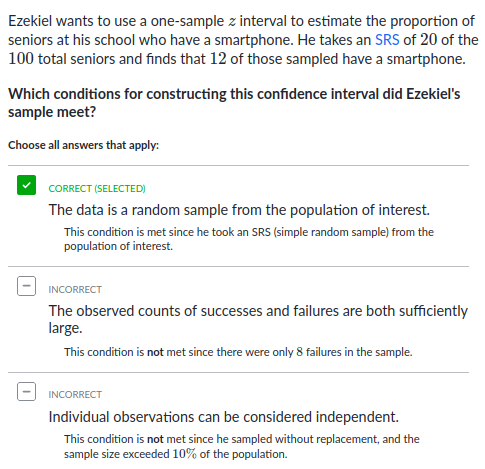 Ezekiel wants to use a one-sample z interval to estimate the proportion of
seniors at his school who have a smartphone. He takes an SRS of 20 of the
100 total seniors and finds that 12 of those sampled have a smartphone.
Which conditions for constructing this confidence interval did Ezekiel's
sample meet?
Choose all answers that apply:
CORRECT (SELECTED)
The data is a random sample from the population of interest.
This condition is met since he took an SRS (simple random sample) from the
population of interest.
INCORRECT
The observed counts of successes and failures are both sufficiently
large.
This condition is not met since there were only 8 failures in the sample.
INCORRECT
Individual observations can be considered independent.
This condition is not met since he sampled without replacement, and the
sample size exceeded 10% of the population.